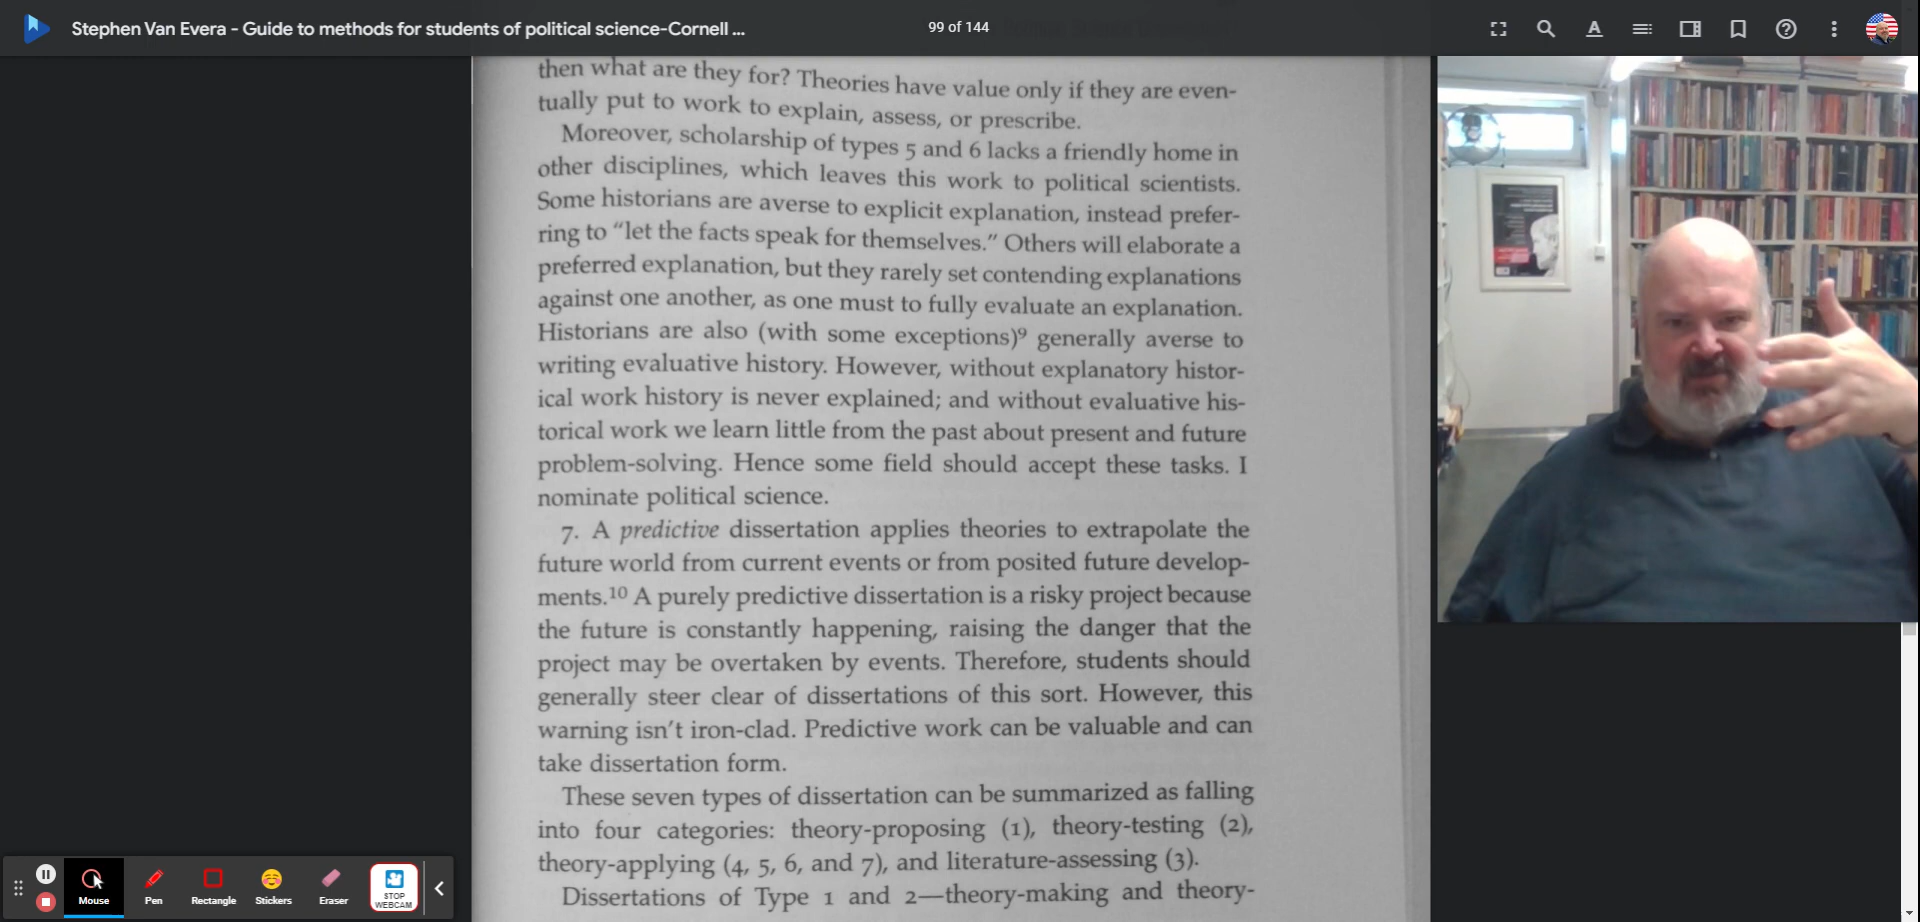 Stephen Van Evera - Guide to methods for students of political science-Cornell ...
99 of 144
then what are they for? Theories have value only if they are even-
tually put to work to explain, assess, or prescribe.
Moreover, scholarship of types 5 and 6 lacks a friendly home in
other disciplines, which leaves this work to political scientists.
Some historians are averse to explicit explanation, instead prefer-
ring to “let the facts speak for themselves.” Others will elaborate a
preferred explanation, but they rarely set contending explanations
against one another, as one must to fully evaluate an explanation.
Historians are also (with some exceptions)⁹ generally averse to
writing evaluative history. However, without explanatory histor-
ical work history is never explained; and without evaluative his-
torical work we learn little from the past about present and future
problem-solving. Hence some field should accept these tasks. I
nominate political science.
7. A predictive dissertation applies theories to extrapolate the
future world from current events or from posited future develop-
ments.¹⁰ A purely predictive dissertation is a risky project because
the future is constantly happening, raising the danger that the
project may be overtaken by events. Therefore, students should
generally steer clear of dissertations of this sort. However, this
warning isn’t iron-clad. Predictive work can be valuable and can
take dissertation form.
These seven types of dissertation can be summarized as falling
into four categories: theory-proposing (1), theory-testing (2),
theory-applying (4, 5, 6, and 7), and literature-assessing (3).
Dissertations of Type 1 and 2—theory-making and theory-
Mouse
Pen
Rectangle
Stickers
Eraser
STOP
WEBCAM